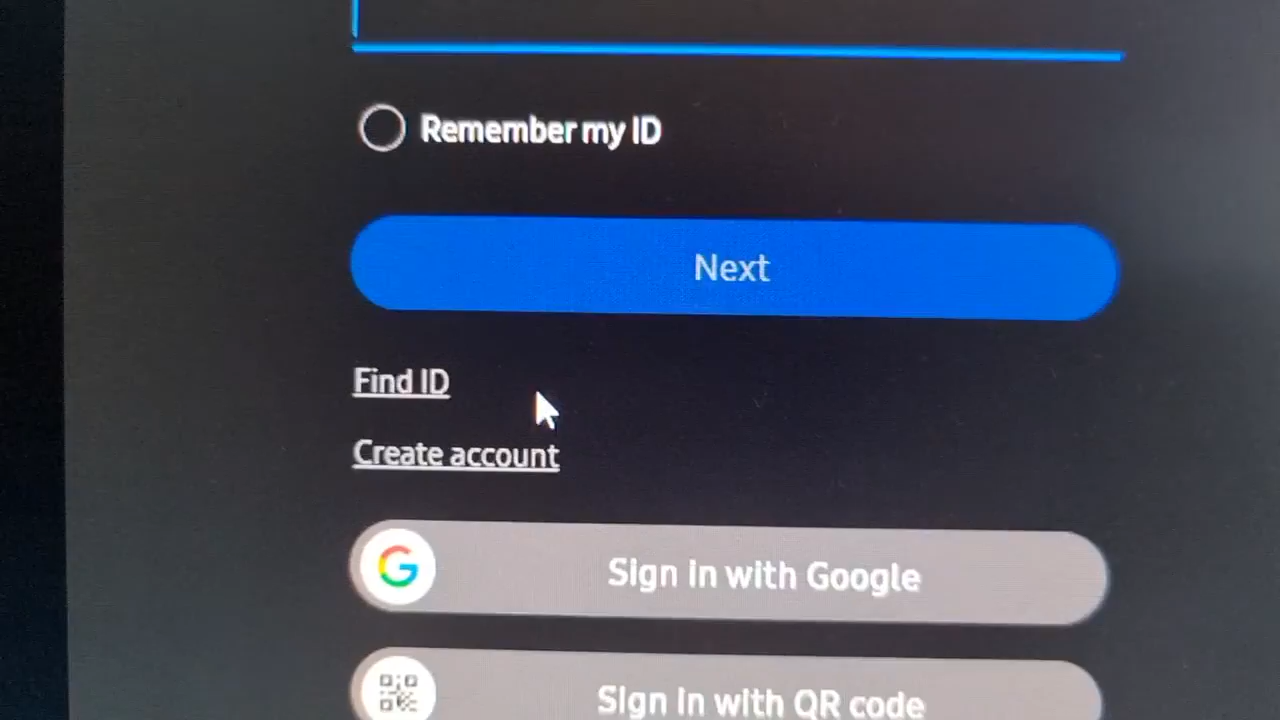 Remember my ID
Next
Find ID
Create account
Sign in with Google
Sign in with QR code